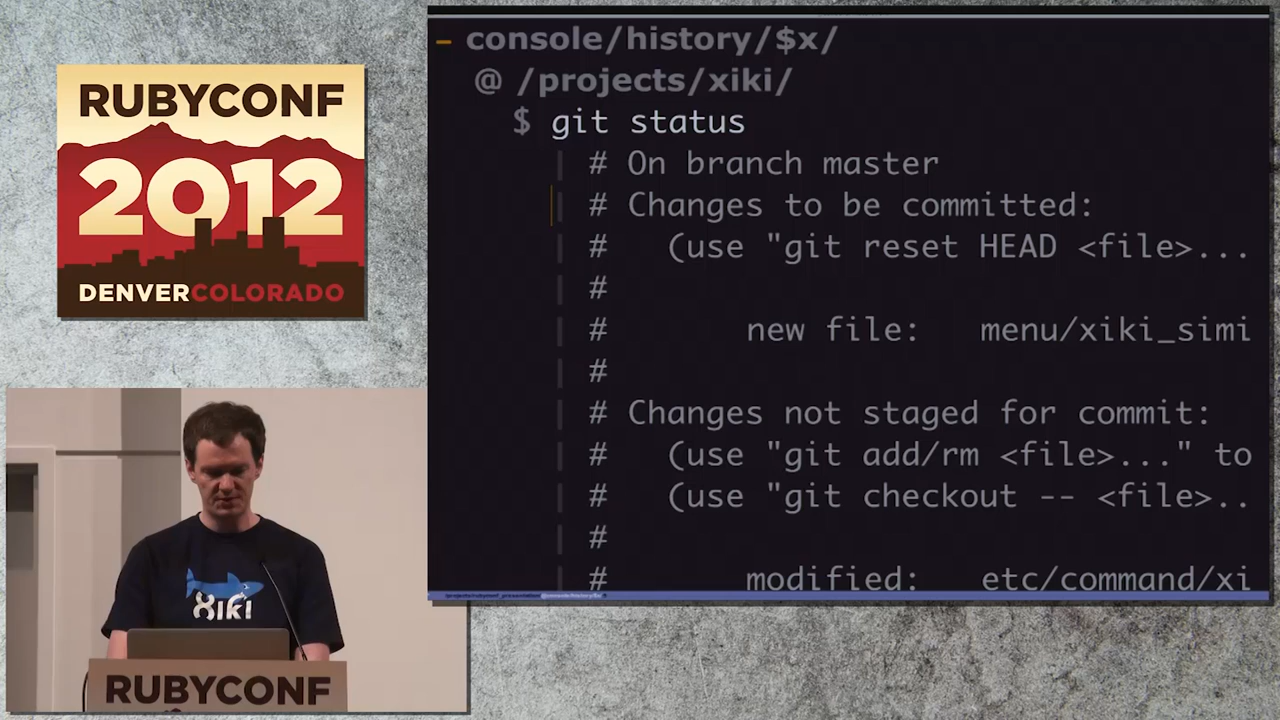 RUBYCONF
2012
DENVERCOLORADO
– console/history/$x/
@ /projects/xiki/
$ git status
| # On branch master
| # Changes to be committed:
| #   (use "git reset HEAD <file>...
| #
| #       new file:   menu/xiki_simi
| #
| # Changes not staged for commit:
| #   (use "git add/rm <file>..." to
| #   (use "git checkout -- <file>..
| #
| #       modified:   etc/command/xi
xiki
RUBYCONF